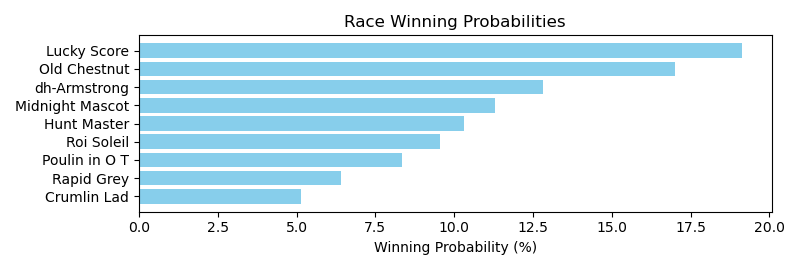 Race Winning Probabilities
Lucky Score
Old Chestnut
dh-Armstrong
Midnight Mascot
Hunt Master
Roi Soleil
Poulin in O T
Rapid Grey
Crumlin Lad
0.0 2.5 5.0 7.5 10.0 12.5 15.0 17.5 20.0
Winning Probability (%)